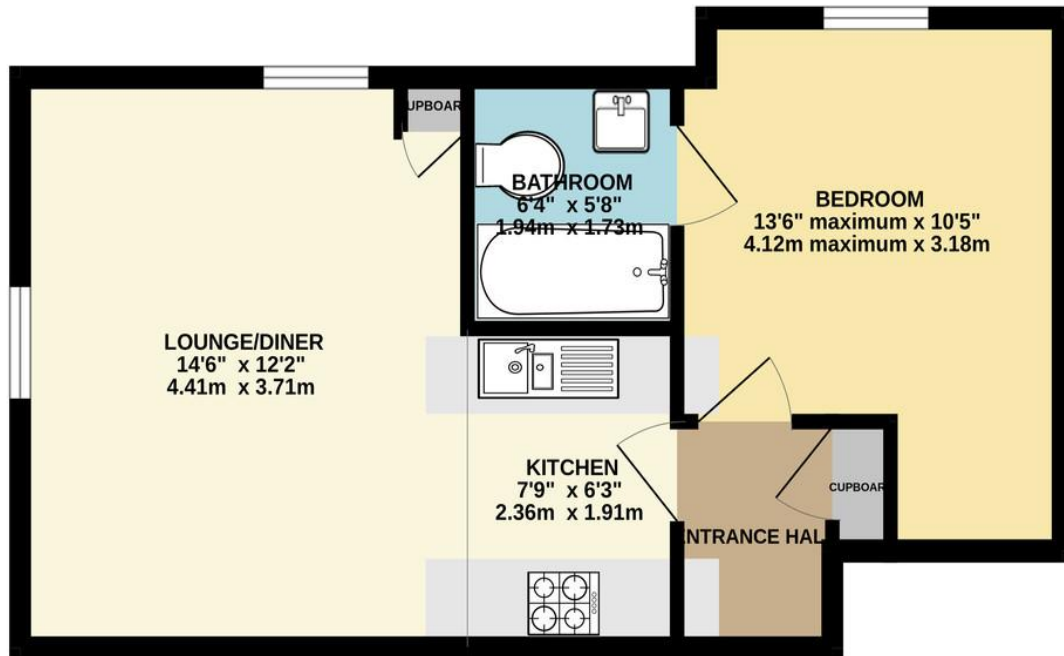 UPBOAR
BATHROOM
6'4" x 5'8"
1.94m x 1.73m
BEDROOM
13'6" maximum x 10'5"
4.12m maximum x 3.18m
LOUNGE/DINER
14'6" x 12'2"
4.41m x 3.71m
KITCHEN
7'9" x 6'3"
2.36m x 1.91m
CUPBOAR
ENTRANCE HAL